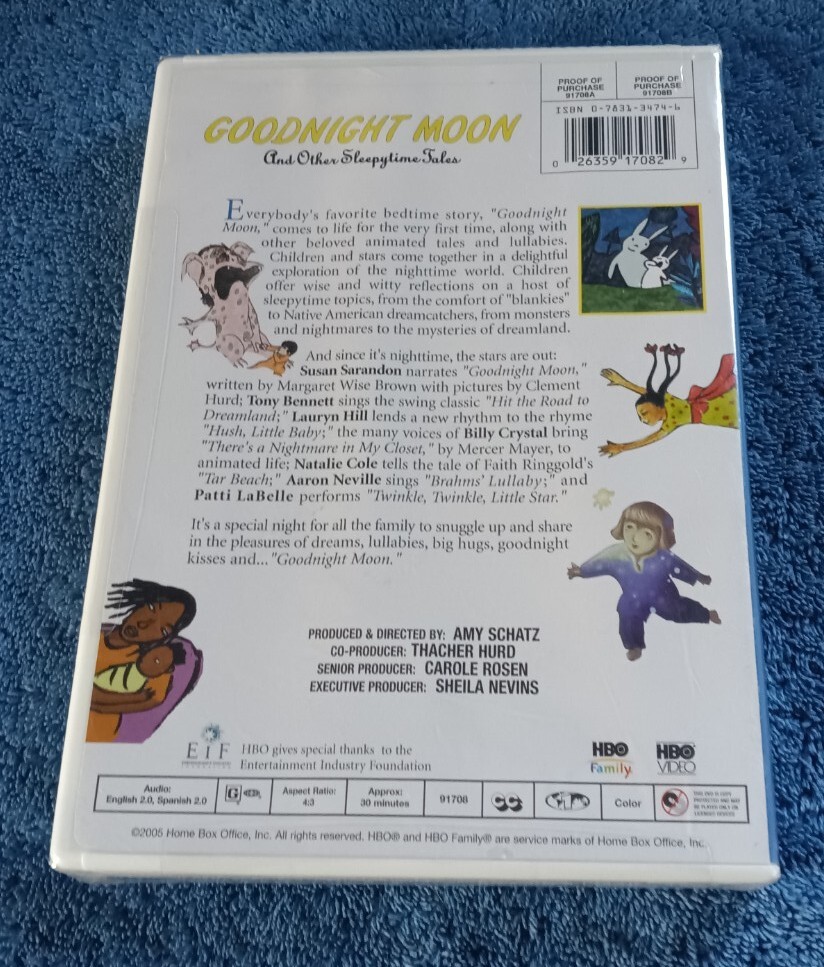 PROOF OF
PURCHASE
91708A
PROOF OF
PURCHASE
91708B
ISBN 0-7831-3474-6
0 26359 17082 9
GOODNIGHT MOON
And Other Sleepytime Tales
Everybody's favorite bedtime story, "Goodnight
Moon," comes to life for the very first time, along with
other beloved animated tales and lullabies.
Children and stars come together in a delightful
exploration of the nighttime world. Children
offer wise and witty reflections on a host of
sleepytime topics, from the comfort of "blankies"
to Native American dreamcatchers, from monsters
and nightmares to the mysteries of dreamland.
And since it's nighttime, the stars are out:
Susan Sarandon narrates "Goodnight Moon,"
written by Margaret Wise Brown with pictures by Clement
Hurd; Tony Bennett sings the swing classic "Hit the Road to
Dreamland;" Lauryn Hill lends a new rhythm to the rhyme
"Hush, Little Baby;" the many voices of Billy Crystal bring
"There's a Nightmare in My Closet," by Mercer Mayer, to
animated life; Natalie Cole tells the tale of Faith Ringgold's
"Tar Beach;" Aaron Neville sings "Brahms' Lullaby;" and
Patti LaBelle performs "Twinkle, Twinkle, Little Star."
It's a special night for all the family to snuggle up and share
in the pleasures of dreams, lullabies, big hugs, goodnight
kisses and... "Goodnight Moon."
PRODUCED & DIRECTED BY: AMY SCHATZ
CO-PRODUCER: THACHER HURD
SENIOR PRODUCER: CAROLE ROSEN
EXECUTIVE PRODUCER: SHEILA NEVINS
EIF
HBO gives special thanks to the
Entertainment Industry Foundation
HBO
Family
HBO
VIDEO
Audio:
English 2.0, Spanish 2.0
G
Aspect Ratio:
4:3
Approx:
30 minutes
91708
CC
Color
©2005 Home Box Office, Inc. All rights reserved. HBO® and HBO Family® are service marks of Home Box Office, Inc.